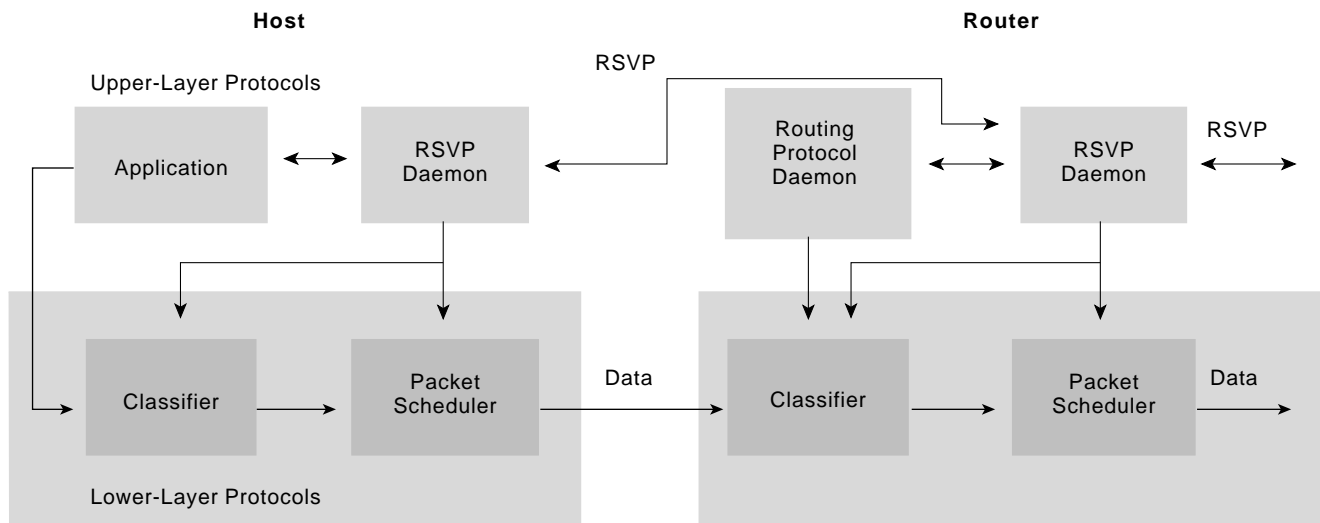 Host
Router
RSVP
Upper-Layer Protocols
Application
RSVP
Daemon
Routing
Protocol
Daemon
RSVP
Daemon
RSVP
Classifier
Packet
Scheduler
Data
Classifier
Packet
Scheduler
Data
Lower-Layer Protocols